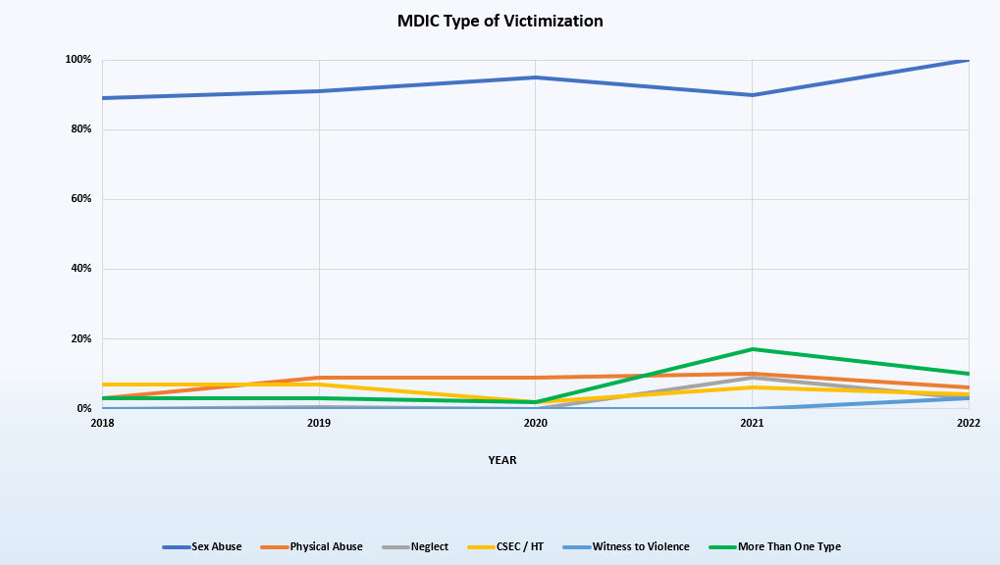 MDIC Type of Victimization
100%
80%
60%
40%
20%
0%
2018 2019 2020 2021 2022
YEAR
Sex Abuse Physical Abuse Neglect CSEC / HT Witness to Violence More Than One Type